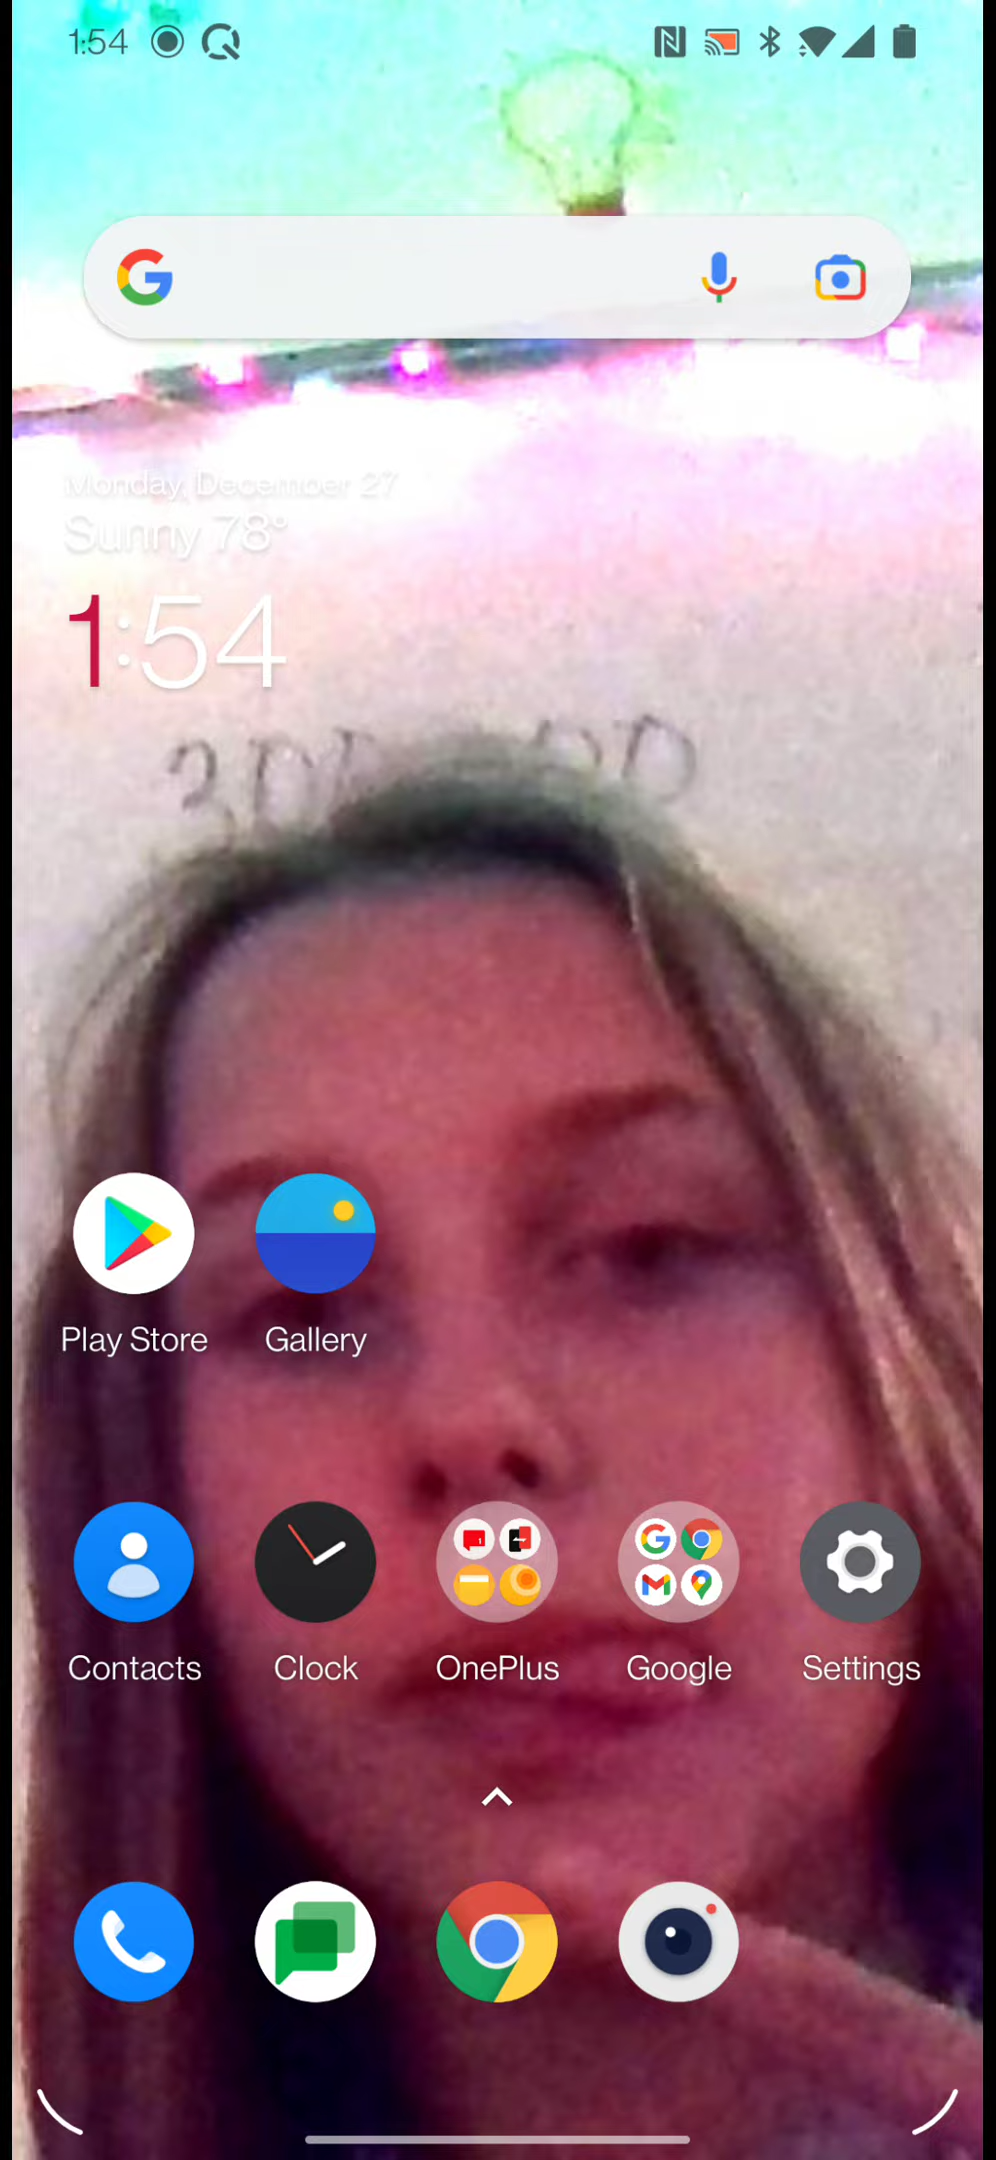 1:54
Monday, December 27
Sunny 78°
1:54
Play Store
Gallery
Contacts
Clock
OnePlus
Google
Settings